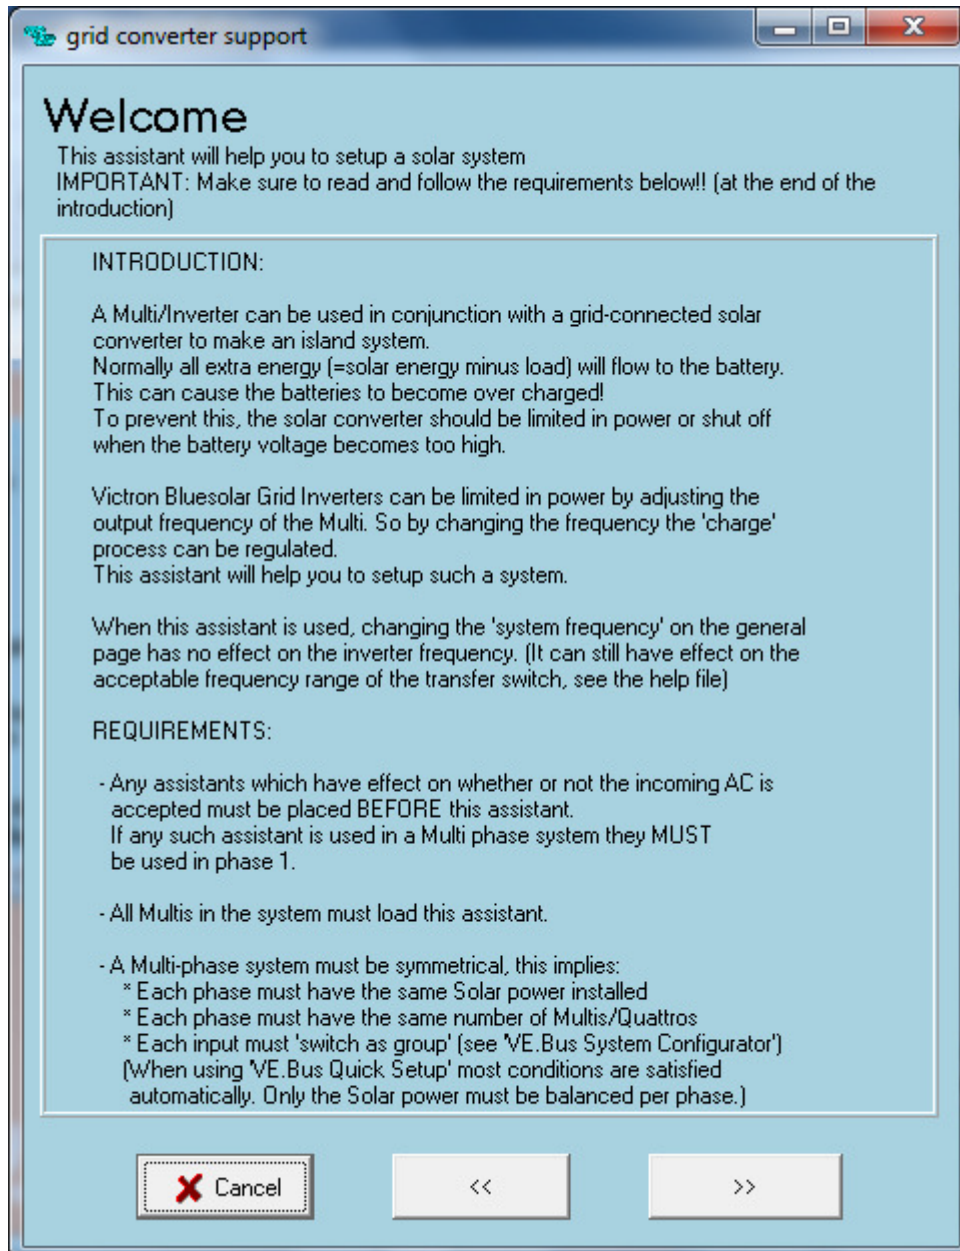 grid converter support
Welcome
This assistant will help you to setup a solar system
IMPORTANT: Make sure to read and follow the requirements below!! (at the end of the
introduction)
INTRODUCTION:
A Multi/Inverter can be used in conjunction with a grid-connected solar
converter to make an island system.
Normally all extra energy (=solar energy minus load) will flow to the battery.
This can cause the batteries to become over charged!
To prevent this, the solar converter should be limited in power or shut off
when the battery voltage becomes too high.
Victron Bluesolar Grid Inverters can be limited in power by adjusting the
output frequency of the Multi. So by changing the frequency the 'charge'
process can be regulated.
This assistant will help you to setup such a system.
When this assistant is used, changing the 'system frequency' on the general
page has no effect on the inverter frequency. (It can still have effect on the
acceptable frequency range of the transfer switch, see the help file)
REQUIREMENTS:
- Any assistants which have effect on whether or not the incoming AC is
accepted must be placed BEFORE this assistant.
If any such assistant is used in a Multi phase system they MUST
be used in phase 1.
- All Multis in the system must load this assistant.
- A Multi-phase system must be symmetrical, this implies:
* Each phase must have the same Solar power installed
* Each phase must have the same number of Multis/Quattros
* Each input must 'switch as group' (see 'VE.Bus System Configurator')
(When using 'VE.Bus Quick Setup' most conditions are satisfied
automatically. Only the Solar power must be balanced per phase.)
Cancel << >>